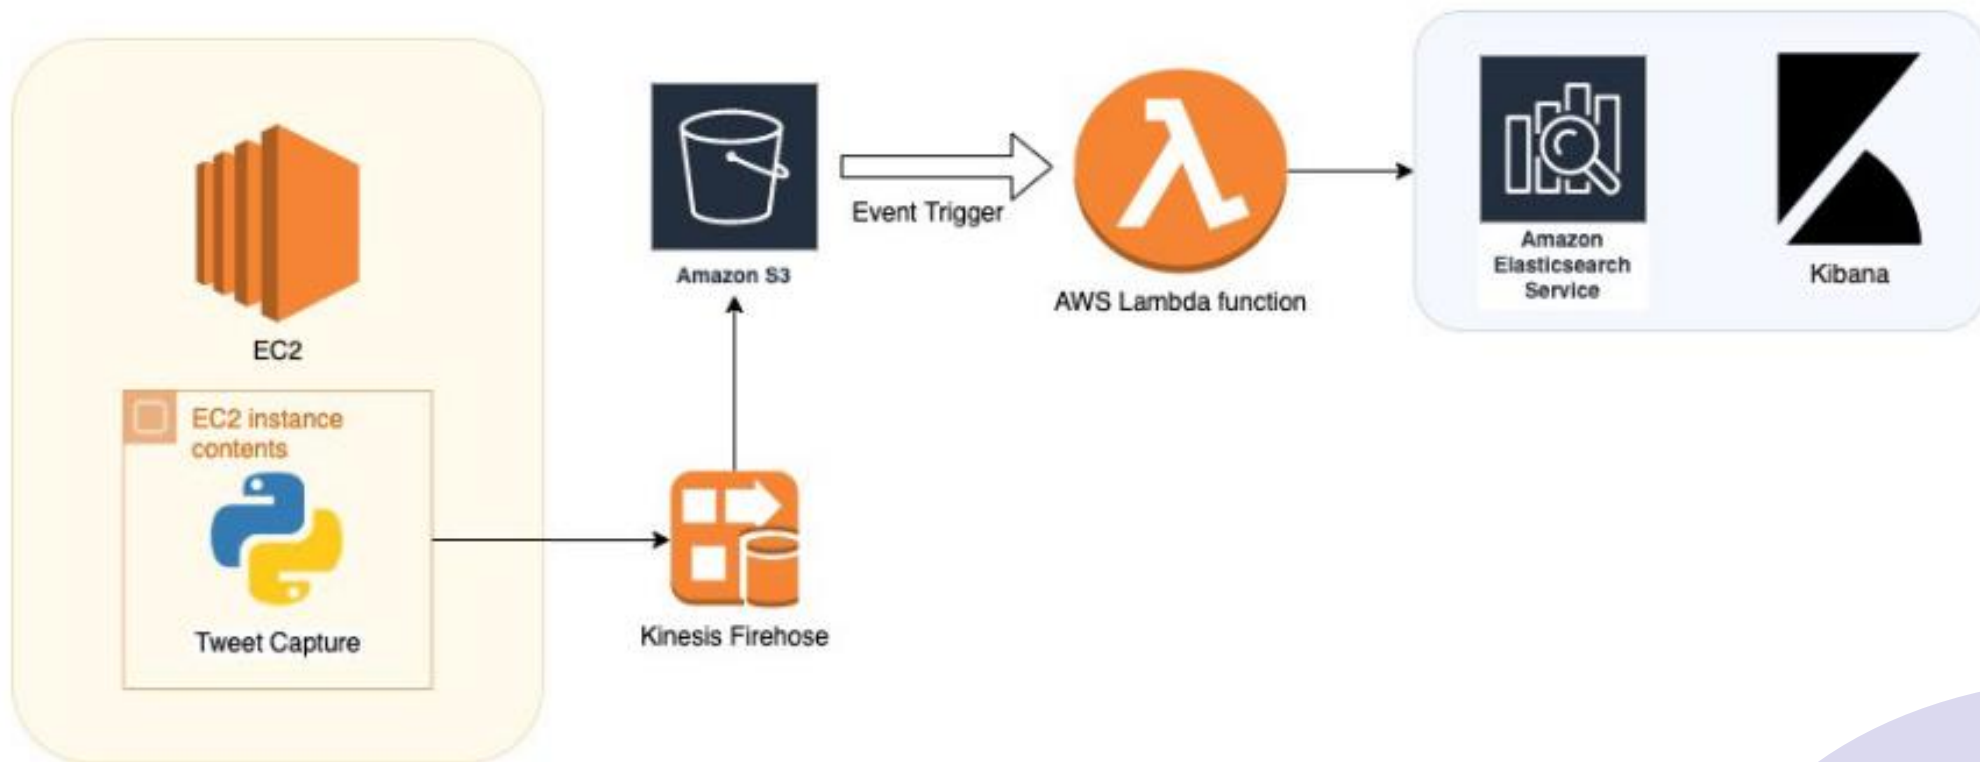 EC2
EC2 instance
contents
Tweet Capture
Kinesis Firehose
Amazon S3
Event Trigger
AWS Lambda function
Amazon
Elasticsearch
Service
Kibana